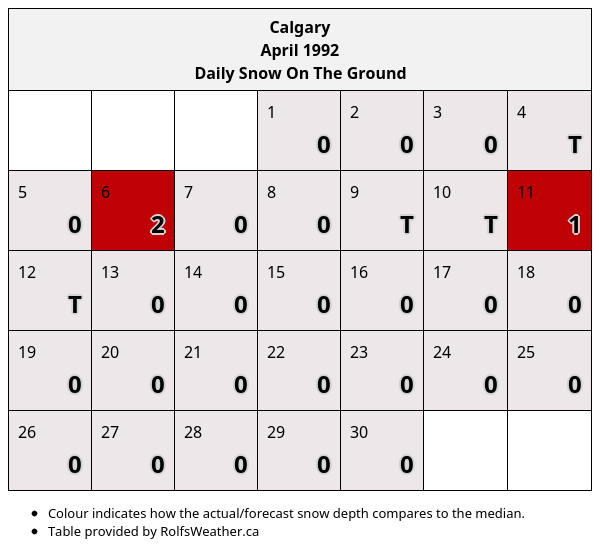 Calgary
April 1992
Daily Snow On The Ground
1 2 3 4
0 0 0 T
5 6 7 8 9 10 11
0 2 0 0 T T 1
12 13 14 15 16 17 18
T 0 0 0 0 0 0
19 20 21 22 23 24 25
0 0 0 0 0 0 0
26 27 28 29 30
0 0 0 0 0
• Colour indicates how the actual/forecast snow depth compares to the median.
• Table provided by RolfsWeather.ca